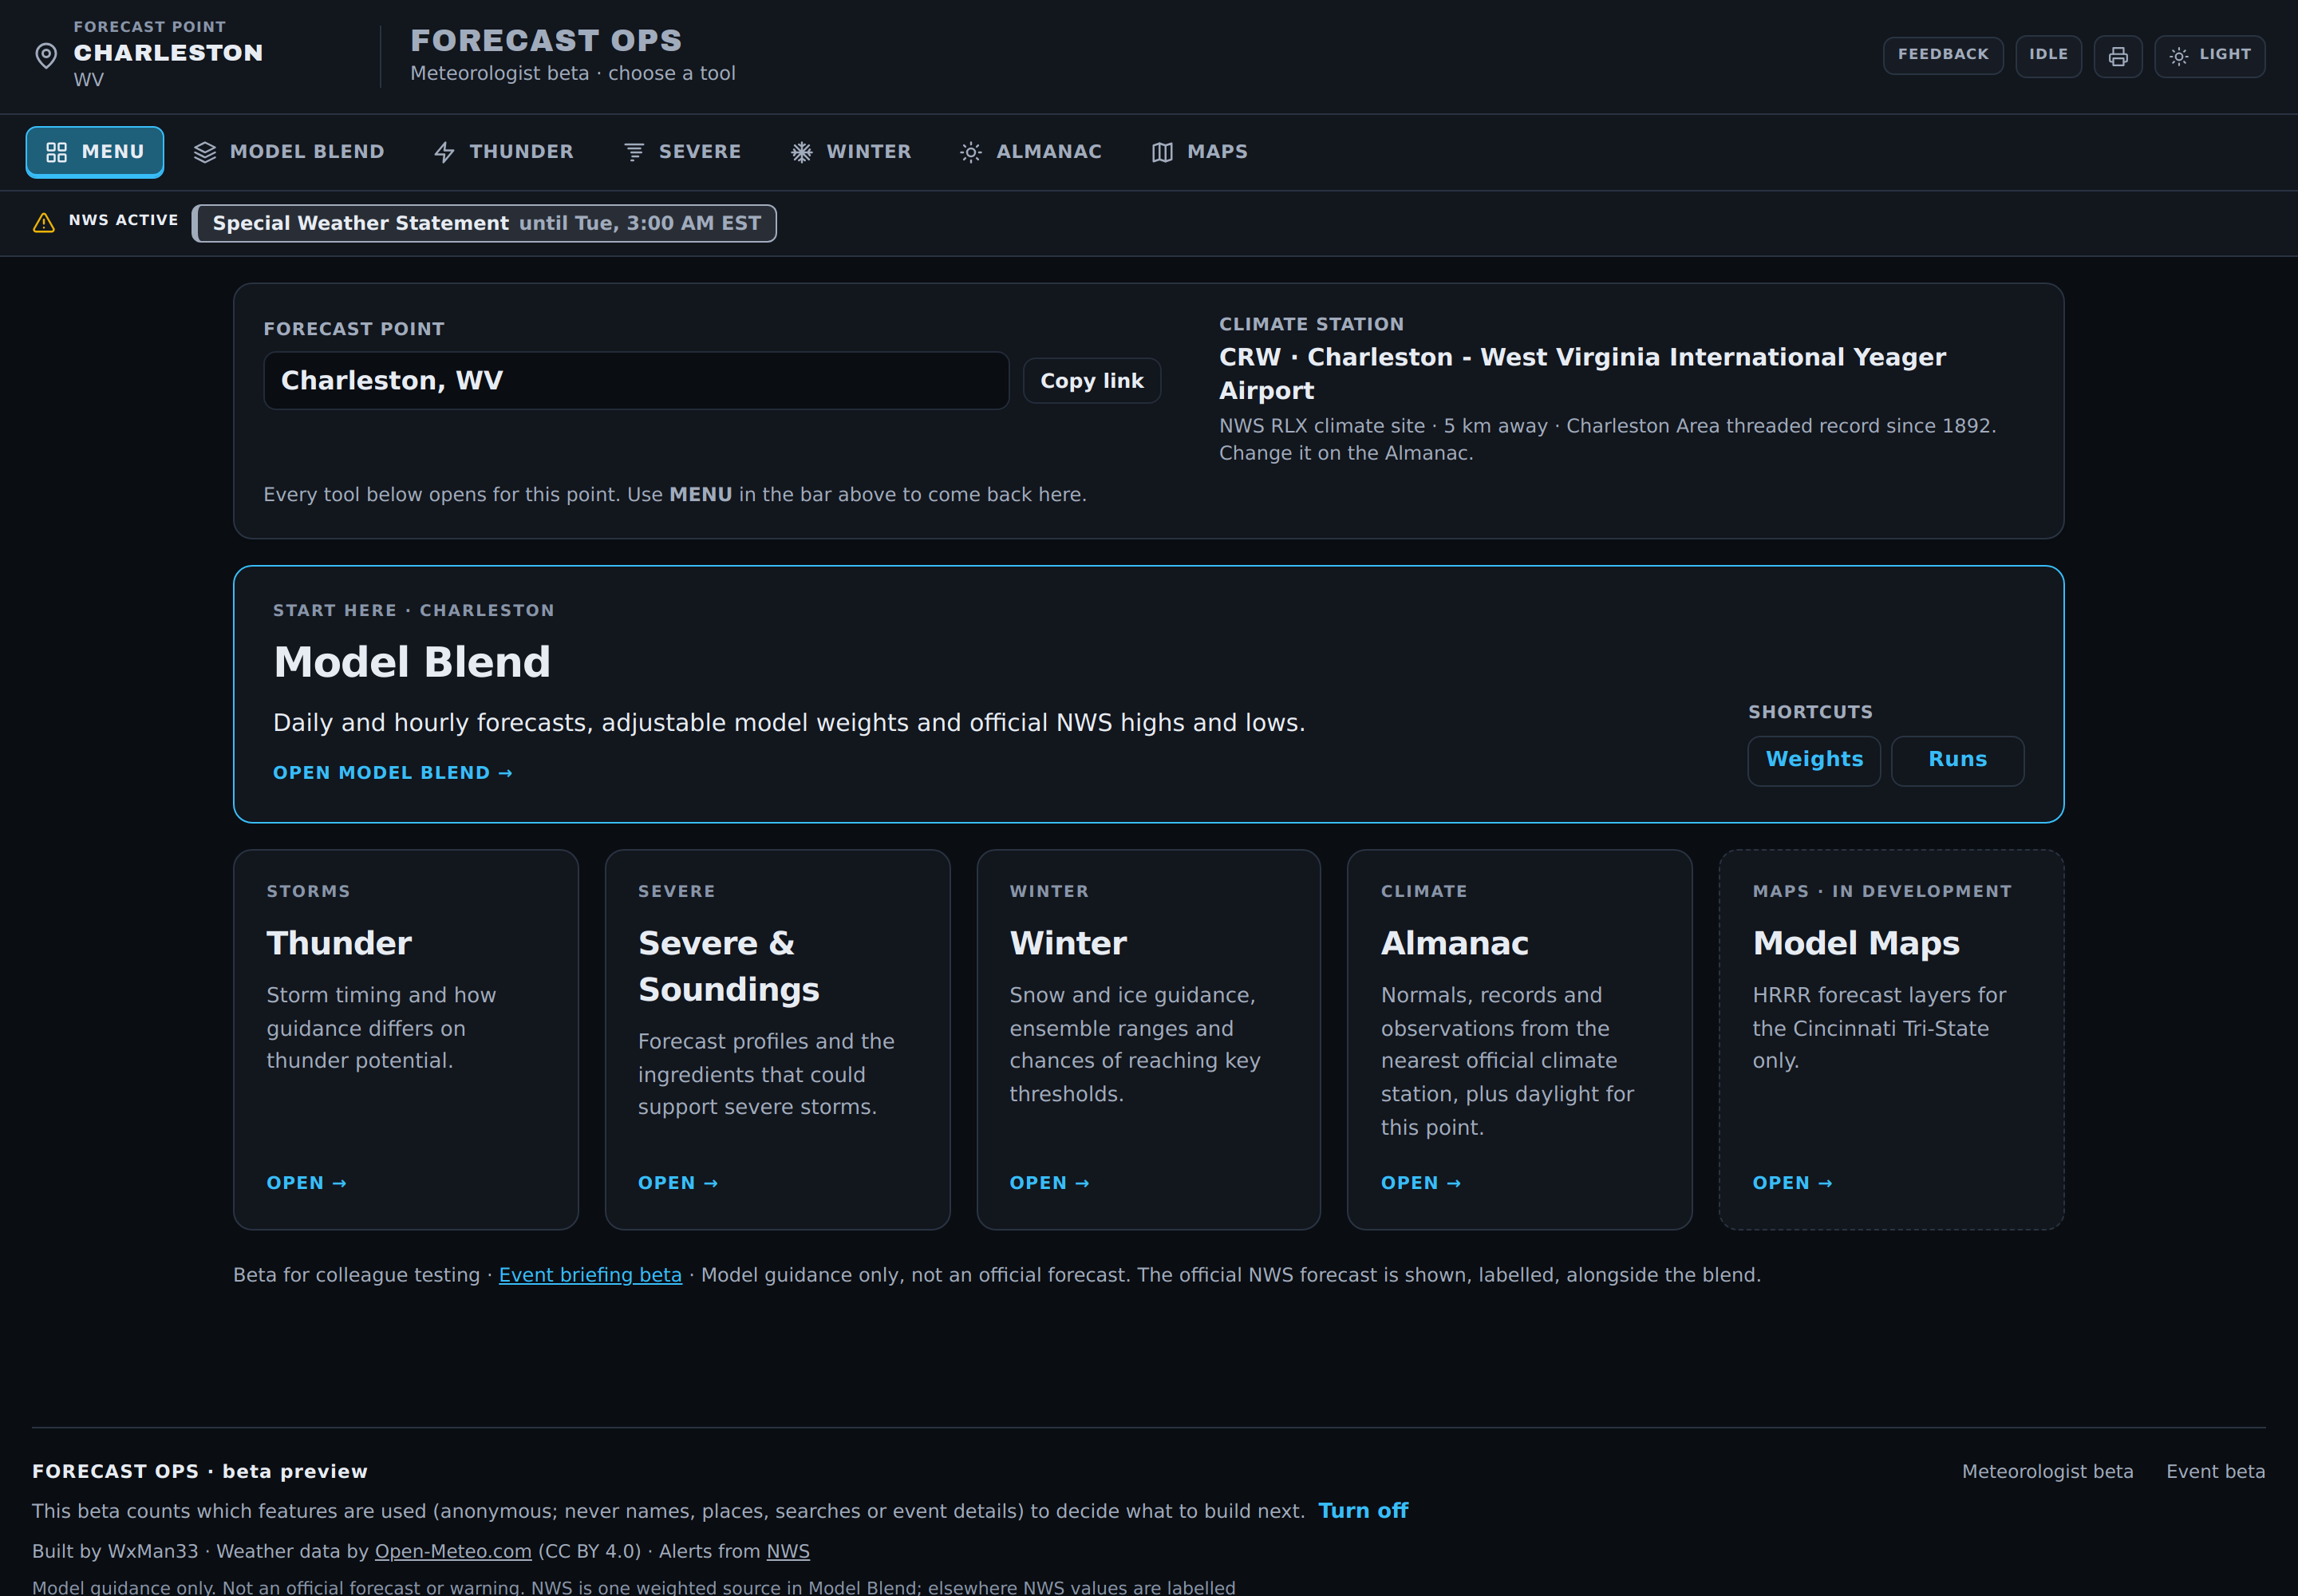 FORECAST POINT
CHARLESTON
WV
FORECAST OPS
Meteorologist beta · choose a tool
FEEDBACK
IDLE
LIGHT
MENU
MODEL BLEND
THUNDER
SEVERE
WINTER
ALMANAC
MAPS
NWS ACTIVE
Special Weather Statement until Tue, 3:00 AM EST
FORECAST POINT
Charleston, WV
Copy link
CLIMATE STATION
CRW · Charleston - West Virginia International Yeager
Airport
NWS RLX climate site · 5 km away · Charleston Area threaded record since 1892.
Change it on the Almanac.
Every tool below opens for this point. Use MENU in the bar above to come back here.
START HERE · CHARLESTON
Model Blend
Daily and hourly forecasts, adjustable model weights and official NWS highs and lows.
OPEN MODEL BLEND →
SHORTCUTS
Weights
Runs
STORMS
Thunder
Storm timing and how
guidance differs on
thunder potential.
OPEN →
SEVERE
Severe &
Soundings
Forecast profiles and the
ingredients that could
support severe storms.
OPEN →
WINTER
Winter
Snow and ice guidance,
ensemble ranges and
chances of reaching key
thresholds.
OPEN →
CLIMATE
Almanac
Normals, records and
observations from the
nearest official climate
station, plus daylight for
this point.
OPEN →
MAPS · IN DEVELOPMENT
Model Maps
HRRR forecast layers for
the Cincinnati Tri-State
only.
OPEN →
Beta for colleague testing · Event briefing beta · Model guidance only, not an official forecast. The official NWS forecast is shown, labelled, alongside the blend.
FORECAST OPS · beta preview
Meteorologist beta
Event beta
This beta counts which features are used (anonymous; never names, places, searches or event details) to decide what to build next. Turn off
Built by WxMan33 · Weather data by Open-Meteo.com (CC BY 4.0) · Alerts from NWS
Model guidance only. Not an official forecast or warning. NWS is one weighted source in Model Blend; elsewhere NWS values are labelled